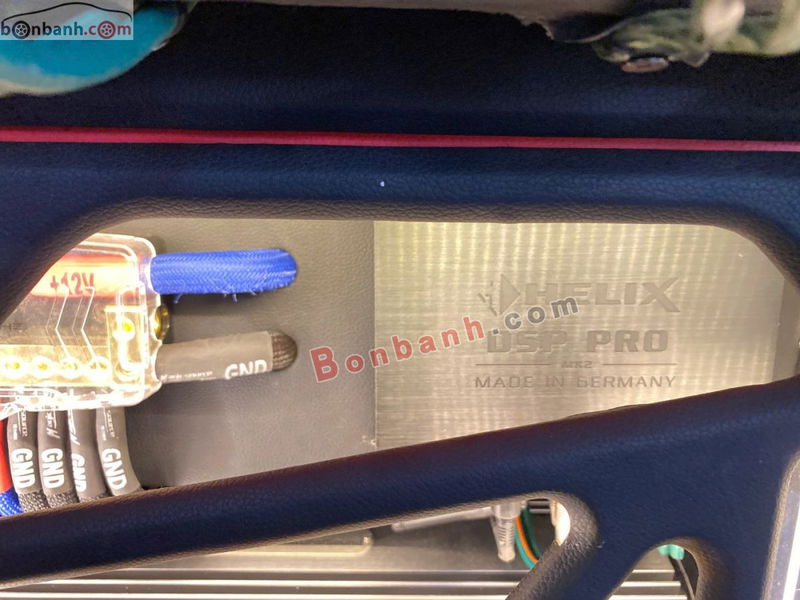 bonbanh.com
+12V
HELIX
DSP PRO
MK2
MADE IN GERMANY
Bonbanh.com
GND
GND
GND
GND
GND